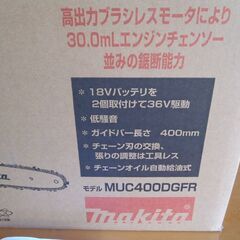 高出力ブラシレスモータにより
30.0mLエンジンチェンソー
並みの鋸断能力
● 18Vバッテリを
2個取付けて36V駆動
● 低騒音
● ガイドバー長さ 400mm
● チェーン刃の交換、
張りの調整は工具レス
● チェーンオイル自動給油式
モデル MUC400DGFR
makita